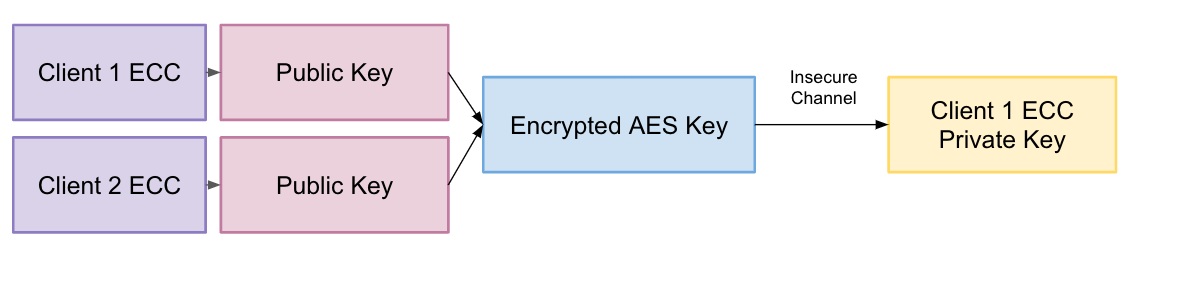 Client 1 ECC
Public Key
Client 2 ECC
Public Key
Encrypted AES Key
Insecure
Channel
Client 1 ECC
Private Key